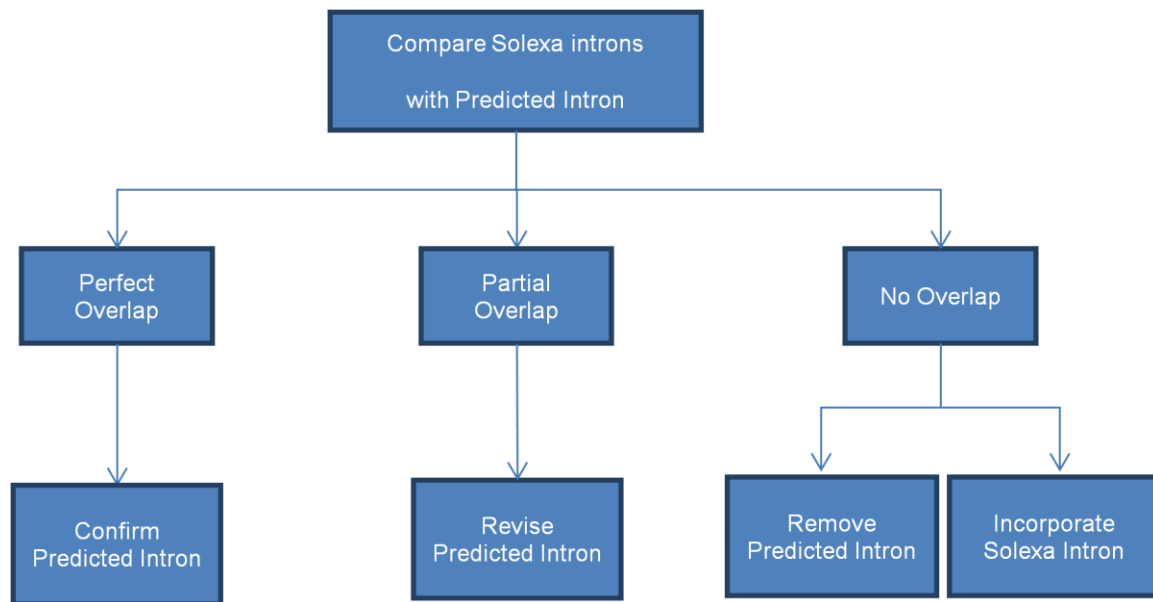 Compare Solexa introns
with Predicted Intron
Perfect
Overlap
Partial
Overlap
No Overlap
Confirm
Predicted Intron
Revise
Predicted Intron
Remove
Predicted Intron
Incorporate
Solexa Intron